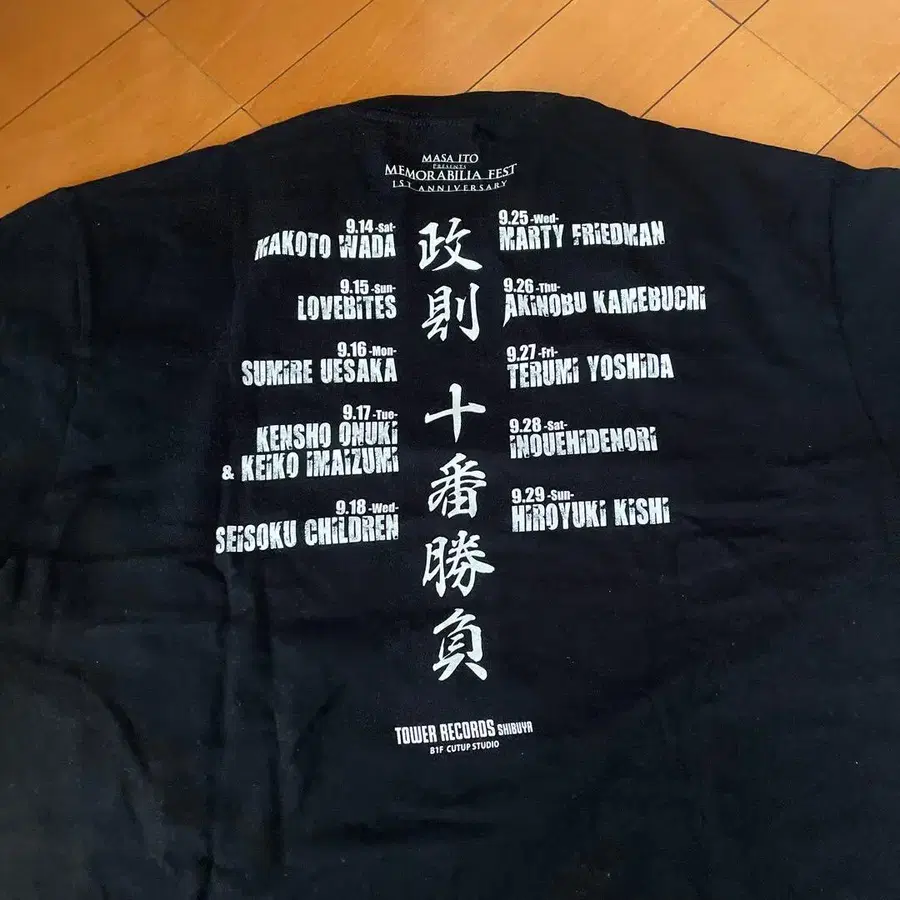 MASA ITO
PRESENTS
MEMORABILIA FEST
1ST ANNIVERSARY
9.14 -Sat-
MAKOTO WADA
9.15 -Sun-
LOVEBiTES
9.16 -Mon-
SUMiRE UESAKA
9.17 -Tue-
KENSHO ONUKi
& KEiKO iMAiZUMi
9.18 -Wed-
SEiSOKU CHiLDREN
政則 十番勝負
9.25 -Wed-
MARTY FRiEDMAN
9.26 -Thu-
AKiNOBU KAMEBUCHi
9.27 -Fri-
TERUMi YOSHiDA
9.28 -Sat-
iNOUEHiDENORi
9.29 -Sun-
HiROYUKi KiSHi
TOWER RECORDS SHIBUYA
B1F CUTUP STUDIO